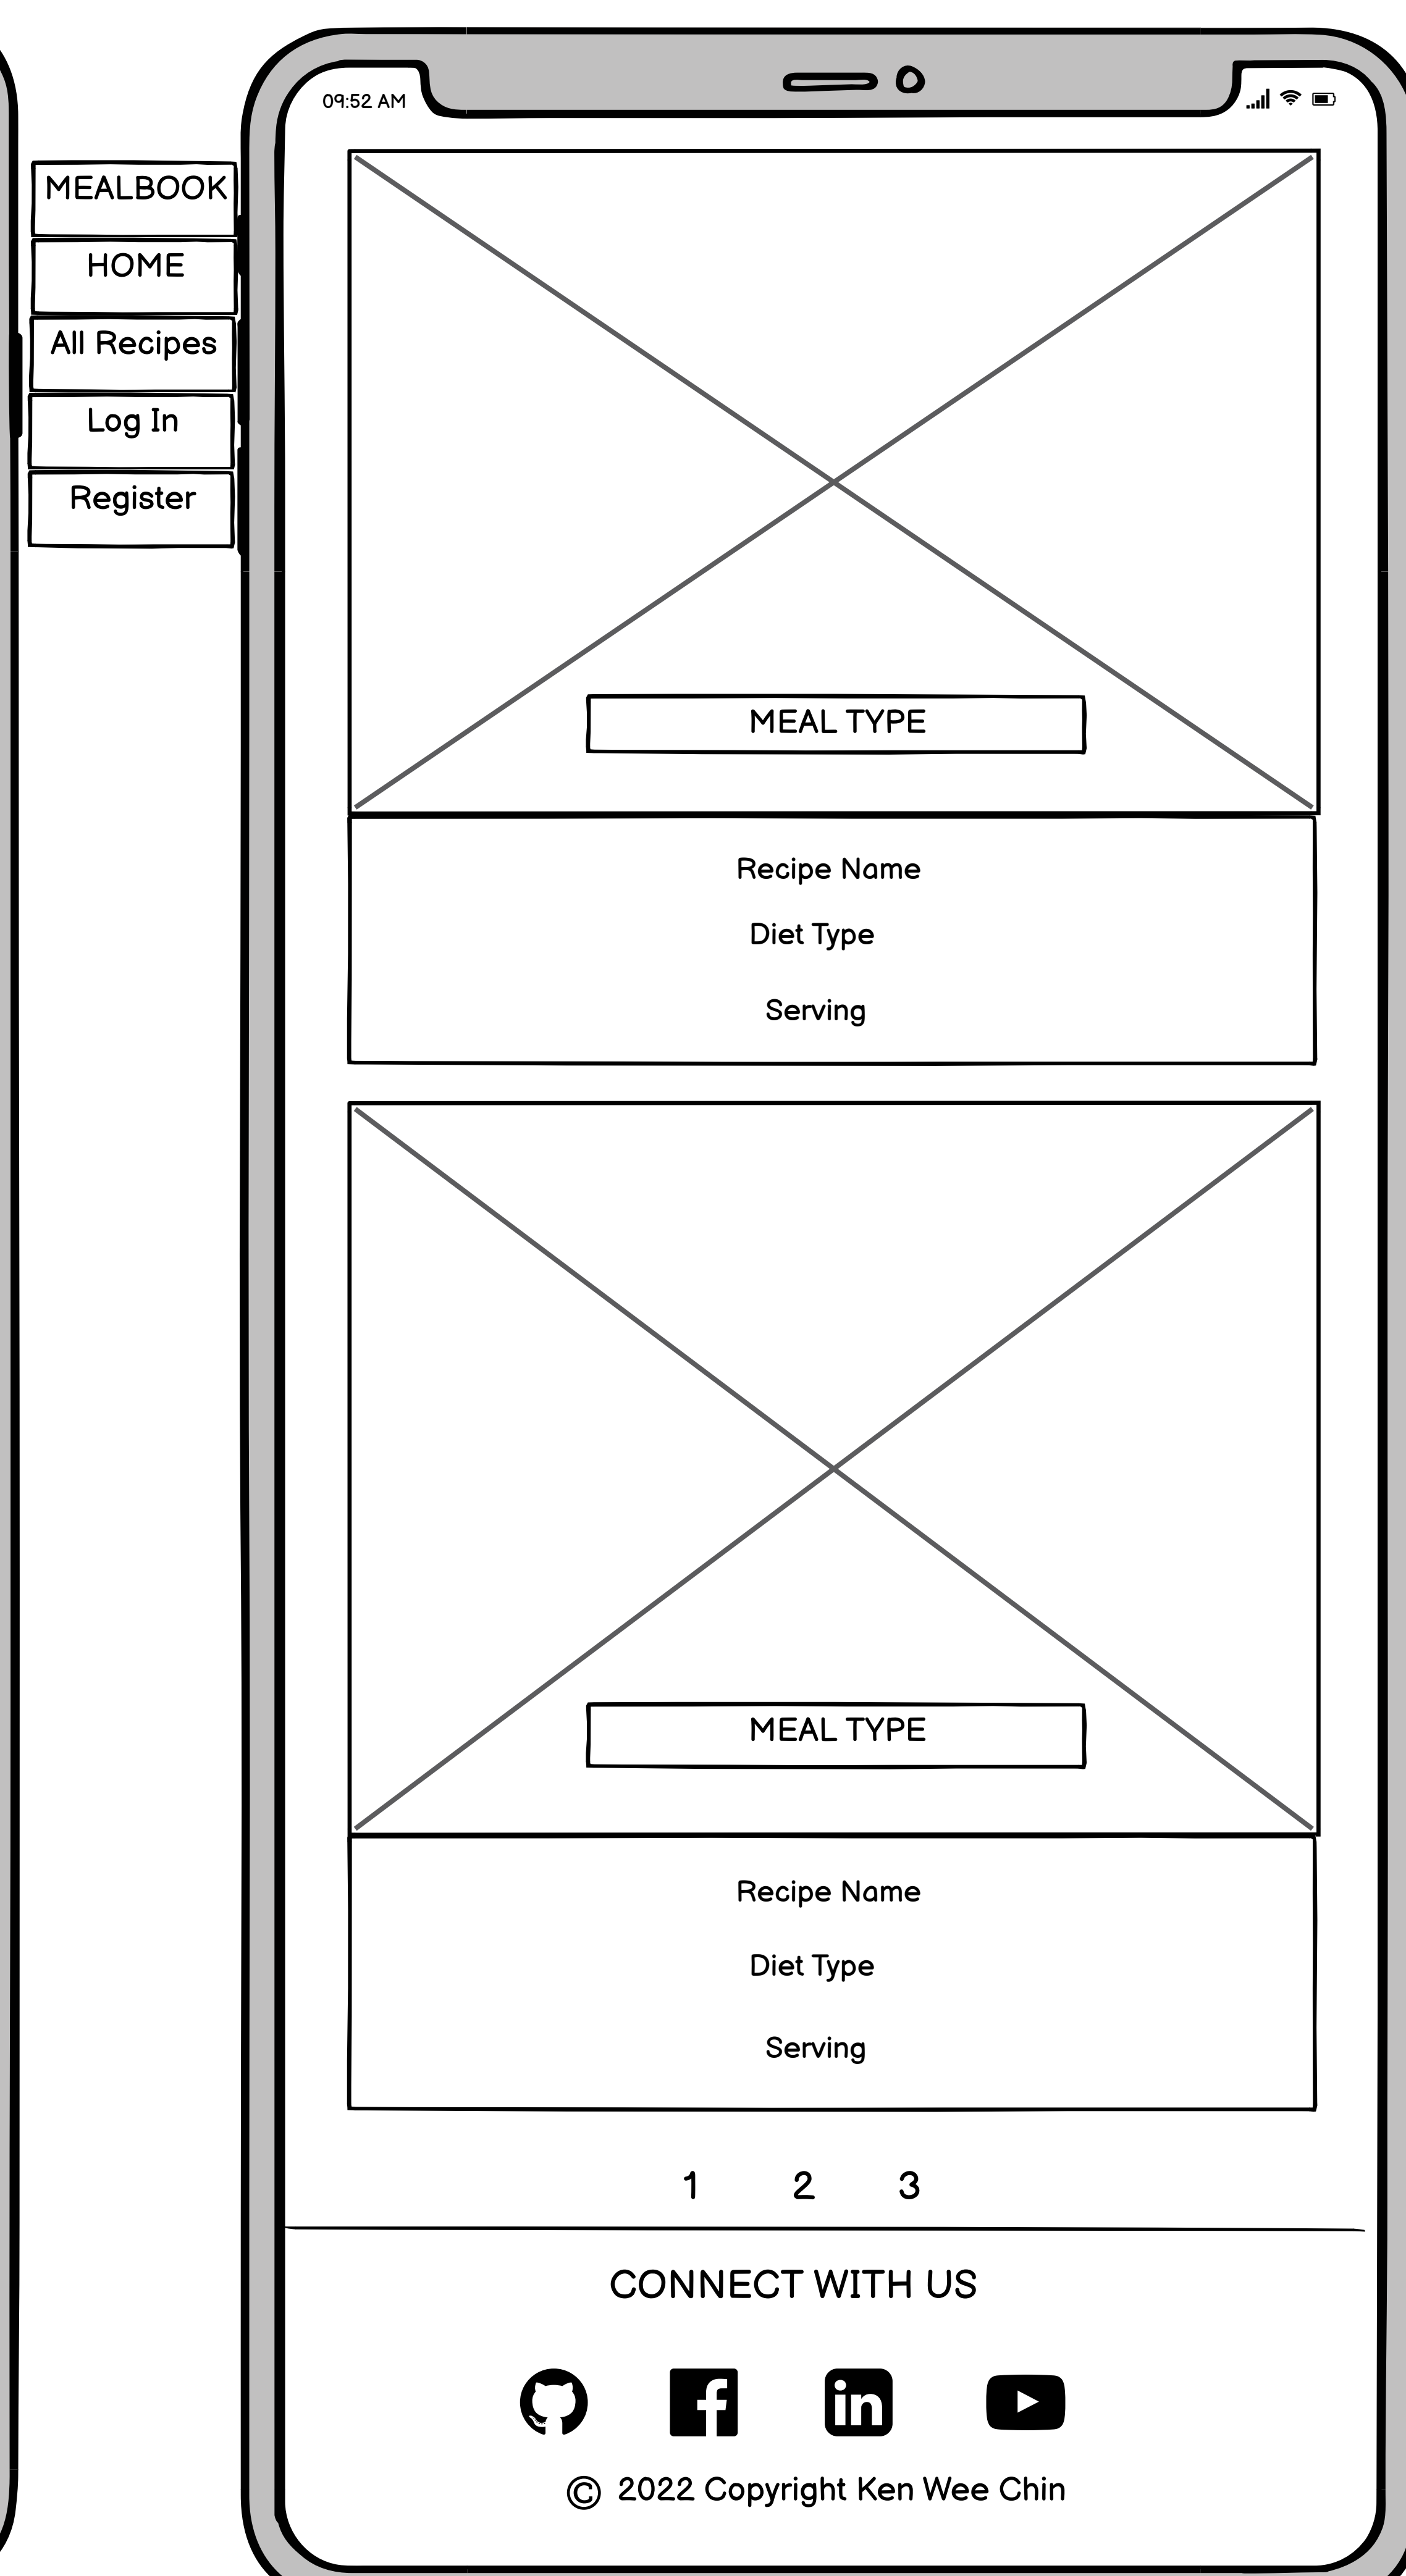 09:52 AM
MEALBOOK
HOME
All Recipes
Log In
Register
MEAL TYPE
Recipe Name
Diet Type
Serving
MEAL TYPE
Recipe Name
Diet Type
Serving
1 2 3
CONNECT WITH US
© 2022 Copyright Ken Wee Chin